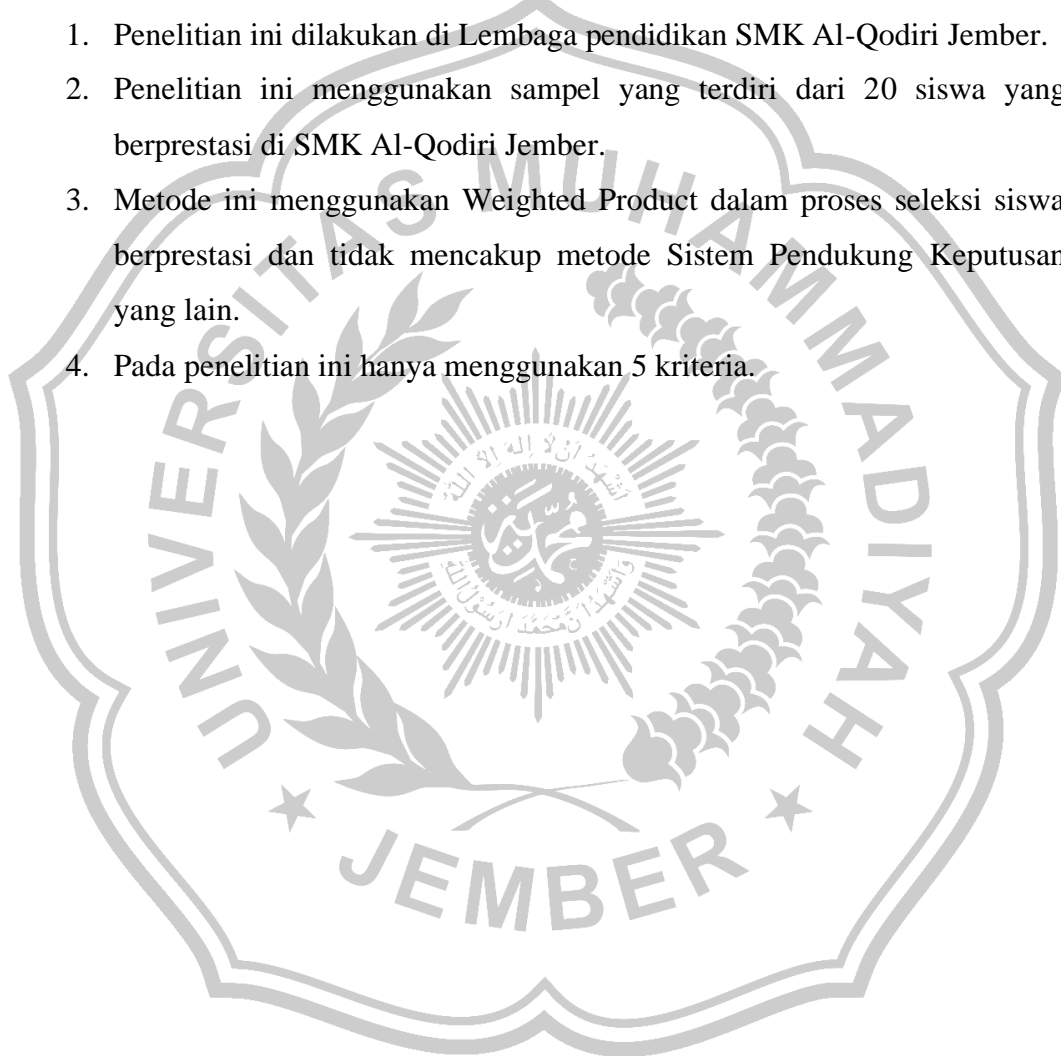 1. Penelitian ini dilakukan di Lembaga pendidikan SMK Al-Qodiri Jember.
2. Penelitian ini menggunakan sampel yang terdiri dari 20 siswa yang
berprestasi di SMK Al-Qodiri Jember.
3. Metode ini menggunakan Weighted Product dalam proses seleksi siswa
berprestasi dan tidak mencakup metode Sistem Pendukung Keputusan
yang lain.
4. Pada penelitian ini hanya menggunakan 5 kriteria.
UNIVERSITAS MUHAMMADIYAH
JEMBER